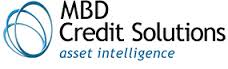 MBD
Credit Solutions
asset intelligence